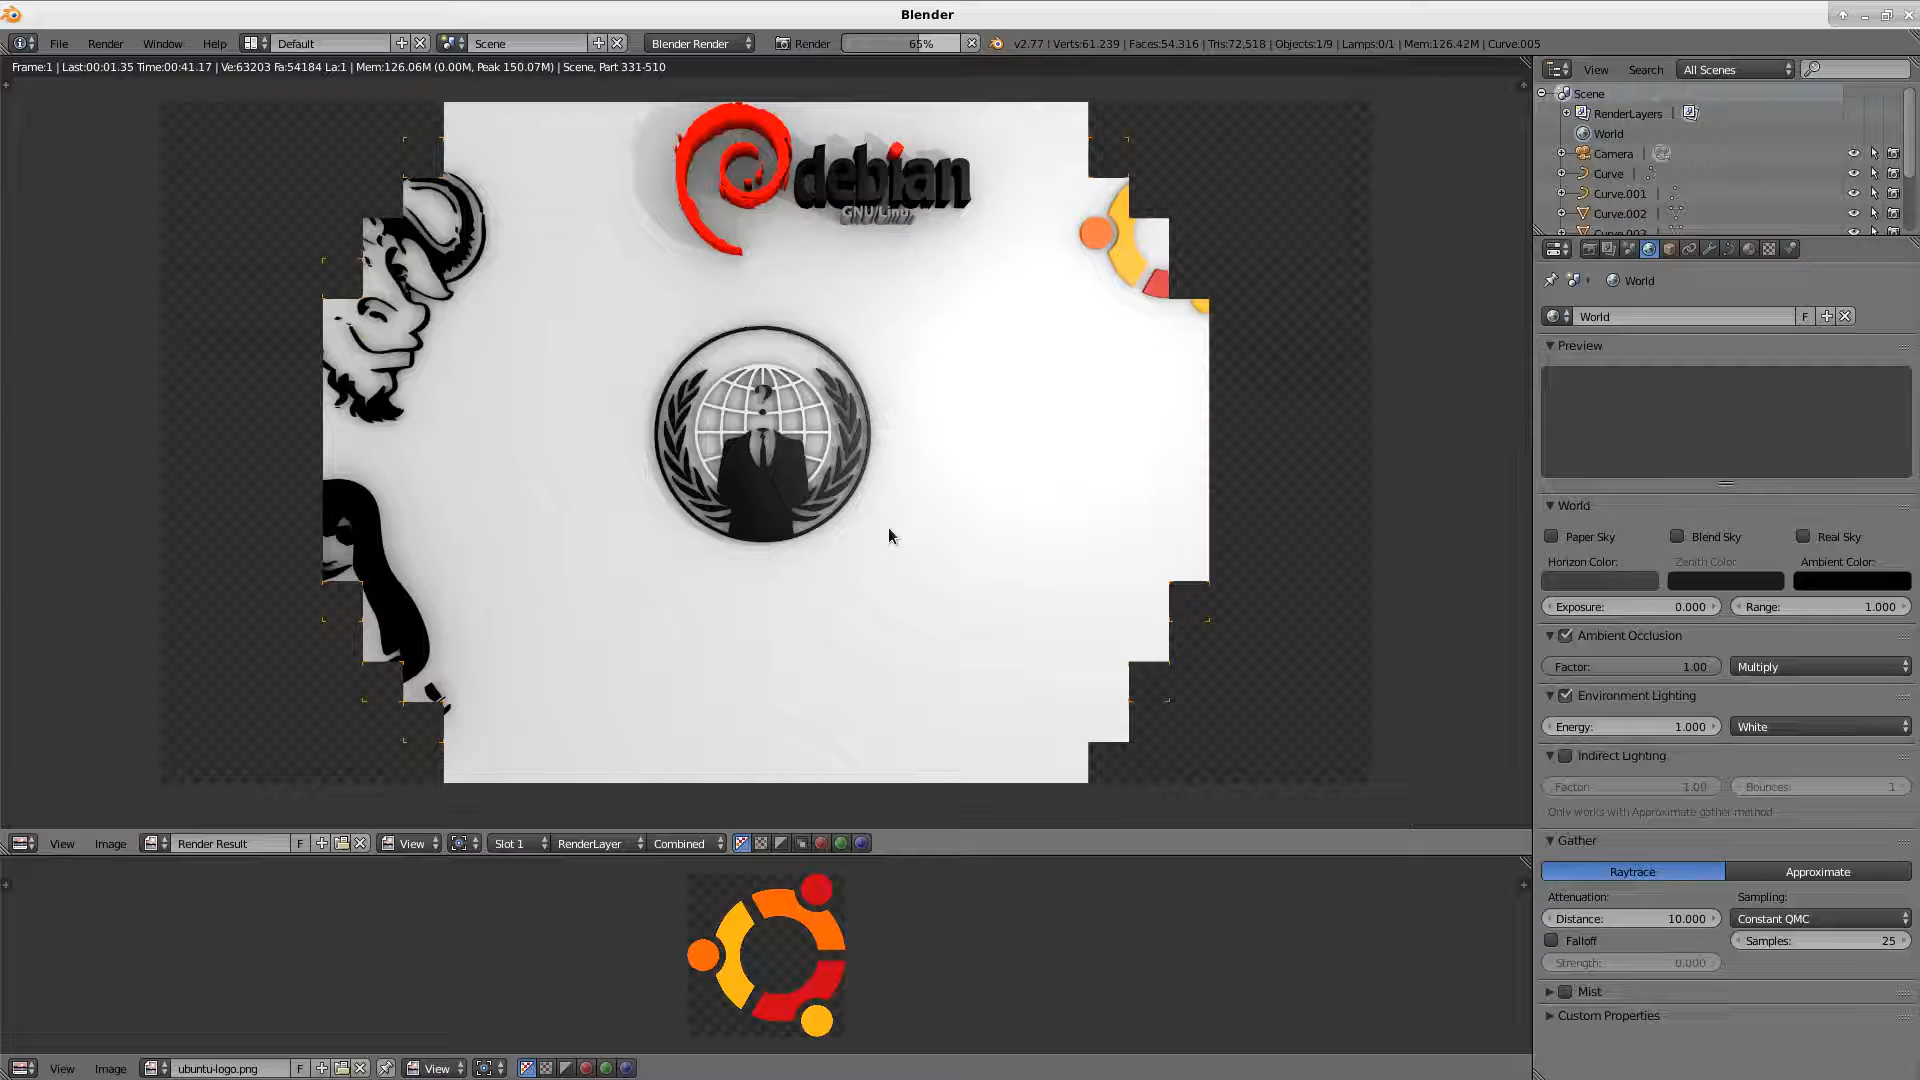 Blender
File Render Window Help Default Scene Blender Render Render 65% v2.77 | Verts:61.239 | Faces:54.316 | Tris:72,518 | Objects:1/9 | Lamps:0/1 | Mem:126.42M | Curve.005
Frame:1 | Last:00:01.35 Time:00:41.17 | Ve:63203 Fa:54184 La:1 | Mem:126.06M (0.00M, Peak 150.07M) | Scene, Part 331-510
View Search All Scenes
Scene
RenderLayers |
World
Camera |
Curve |
Curve.001 |
Curve.002 |
Curve.003
debian
GNU/Linux
?
World
World F
Preview
World
Paper Sky Blend Sky Real Sky
Horizon Color: Zenith Color Ambient Color:
Exposure: 0.000 Range: 1.000
Ambient Occlusion
Factor: 1.00 Multiply
Environment Lighting
Energy: 1.000 White
Indirect Lighting
Factor: 1.00 Bounces: 1
Only works with Approximate gather method
Gather
Raytrace Approximate
Attenuation: Sampling:
Distance: 10.000 Constant QMC
Falloff Samples: 25
Strength: 0.000
Mist
Custom Properties
View Image Render Result F View Slot 1 RenderLayer Combined
View Image ubuntu-logo.png F View